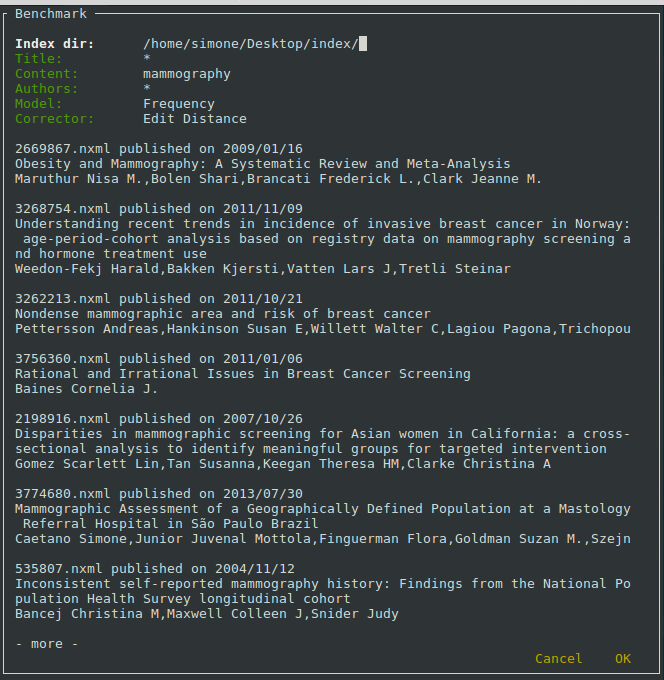 Benchmark
Index dir: /home/simone/Desktop/index/
Title: *
Content: mammography
Authors: *
Model: Frequency
Corrector: Edit Distance
2669867.nxml published on 2009/01/16
Obesity and Mammography: A Systematic Review and Meta-Analysis
Maruthur Nisa M.,Bolen Shari,Brancati Frederick L.,Clark Jeanne M.
3268754.nxml published on 2011/11/09
Understanding recent trends in incidence of invasive breast cancer in Norway:
age-period-cohort analysis based on registry data on mammography screening a
nd hormone treatment use
Weedon-Fekj Harald,Bakken Kjersti,Vatten Lars J,Tretli Steinar
3262213.nxml published on 2011/10/21
Nondense mammographic area and risk of breast cancer
Pettersson Andreas,Hankinson Susan E,Willett Walter C,Lagiou Pagona,Trichopou
3756360.nxml published on 2011/01/06
Rational and Irrational Issues in Breast Cancer Screening
Baines Cornelia J.
2198916.nxml published on 2007/10/26
Disparities in mammographic screening for Asian women in California: a cross-
sectional analysis to identify meaningful groups for targeted intervention
Gomez Scarlett Lin,Tan Susanna,Keegan Theresa HM,Clarke Christina A
3774680.nxml published on 2013/07/30
Mammographic Assessment of a Geographically Defined Population at a Mastology
Referral Hospital in São Paulo Brazil
Caetano Simone,Junior Juvenal Mottola,Finguerman Flora,Goldman Suzan M.,Szejn
535807.nxml published on 2004/11/12
Inconsistent self-reported mammography history: Findings from the National Po
pulation Health Survey longitudinal cohort
Bancej Christina M,Maxwell Colleen J,Snider Judy
- more -
Cancel OK